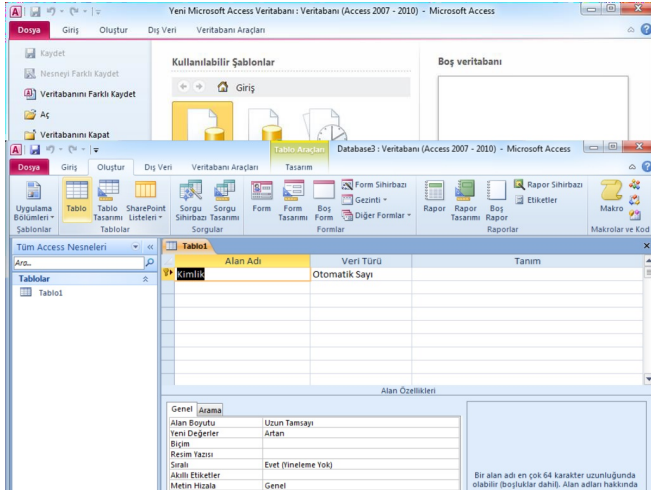 Yeni Microsoft Access Veritabanı : Veritabanı (Access 2007 - 2010) - Microsoft Access
Dosya Giriş Oluştur Dış Veri Veritabanı Araçları
Kaydet
Nesneyi Farklı Kaydet
Veritabanını Farklı Kaydet
Aç
Veritabanını Kapat
Kullanılabilir Şablonlar
Giriş
Boş veritabanı
Tablo Araçları Database3 : Veritabanı (Access 2007 - 2010) - Microsoft Access
Dosya Giriş Oluştur Dış Veri Veritabanı Araçları Tasarım
Uygulama Bölümleri
Tablo
Tablo Tasarımı
SharePoint Listeleri
Sorgu Sihirbazı
Sorgu Tasarımı
Form
Form Tasarımı
Boş Form
Form Sihirbazı
Gezinti
Diğer Formlar
Rapor
Rapor Tasarımı
Boş Rapor
Rapor Sihirbazı
Etiketler
Makro
Şablonlar Tablolar Sorgular Formlar Raporlar Makrolar ve Kod
Tüm Access Nesneleri
Ara...
Tablolar
Tablo1
Tablo1
Alan Adı Veri Türü Tanım
Kimlik Otomatik Sayı
Alan Özellikleri
Genel Arama
Alan Boyutu Uzun Tamsayı
Yeni Değerler Artan
Biçim
Resim Yazısı
Sıralı Evet (Yineleme Yok)
Akıllı Etiketler
Metin Hizala Genel
Bir alan adı en çok 64 karakter uzunluğunda
olabilir (boşluklar dahil). Alan adları hakkında